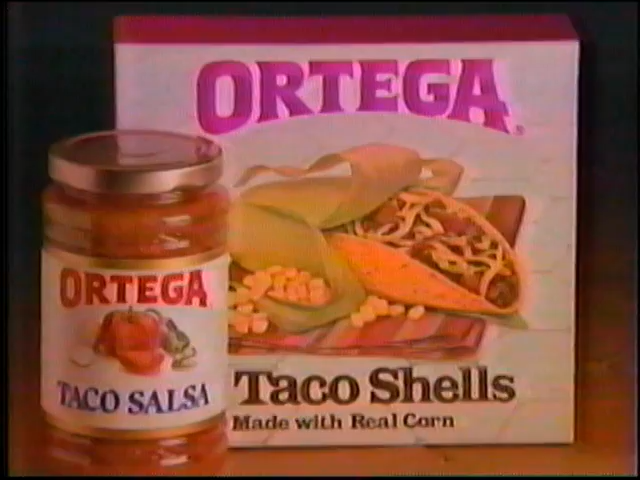 ORTEGA
Taco Shells
Made with Real Corn
ORTEGA
TACO SALSA